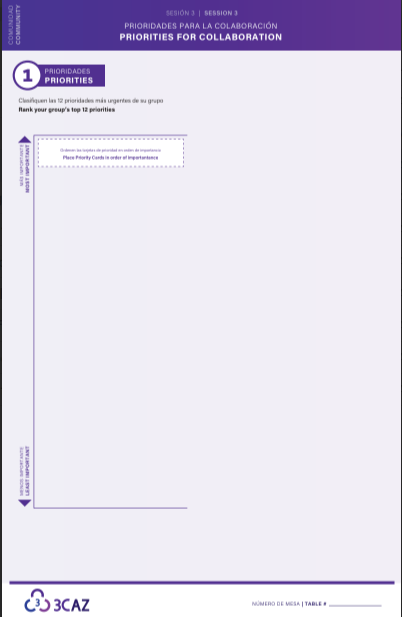 COMUNIDAD
COMMUNITY
SESIÓN 3 | SESSION 3
PRIORIDADES PARA LA COLABORACIÓN
PRIORITIES FOR COLLABORATION
1
PRIORIDADES
PRIORITIES
Clasifiquen las 12 prioridades más urgentes de su grupo
Rank your group's top 12 priorities
MÁS IMPORTANTE
MOST IMPORTANT
Ordenen las tarjetas de prioridad en orden de importancia
Place Priority Cards in order of importantance
MENOS IMPORTANTE
LEAST IMPORTANT
3 3CAZ
NÚMERO DE MESA | TABLE #